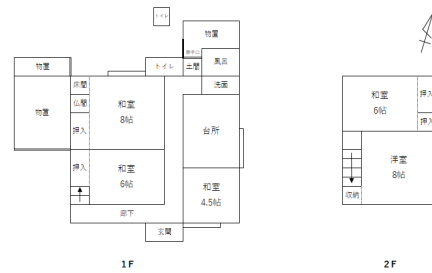 トイレ
物置
勝手口
物置
トイレ
土間
風呂
床間
洗面
仏間
和室
8帖
物置
台所
押入
押入
和室
6帖
和室
4.5帖
廊下
玄関
1F
和室
6帖
押入
押入
洋室
8帖
収納
2F